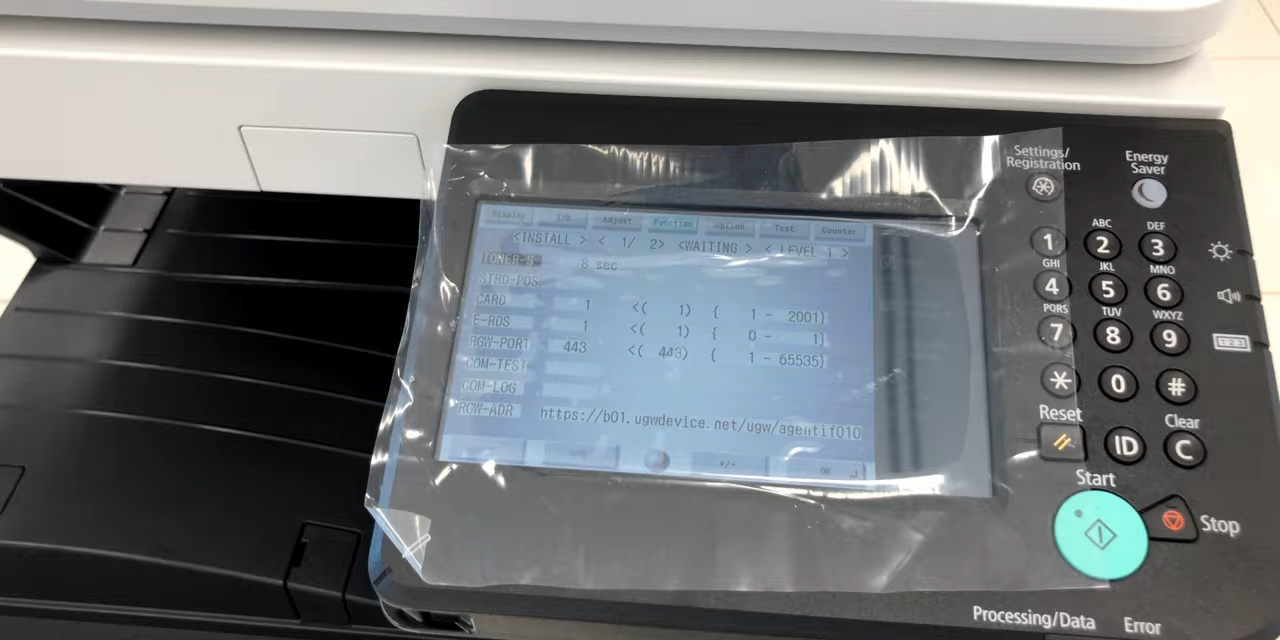 Settings/
Registration
Energy
Saver
Display I/O Adjust Function Option Test Counter
<INSTALL > < 1/ 2> <WAITING > < LEVEL 1 >
TONER-S 8 sec
STRD-POS
CARD 1 <( 1) { 1 - 2001}
E-RDS 1 <( 1) { 0 - 1}
RGW-PORT 443 <( 443) { 1 - 65535}
COM-TEST
COM-LOG
RGW-ADR https://b01.ugwdevice.net/ugw/agentif010
+/- OK
ABC DEF
1 2 3
GHI JKL MNO
4 5 6
PQRS TUV WXYZ
7 8 9
* 0 #
123
Reset Clear
ID C
Start
Stop
Processing/Data Error